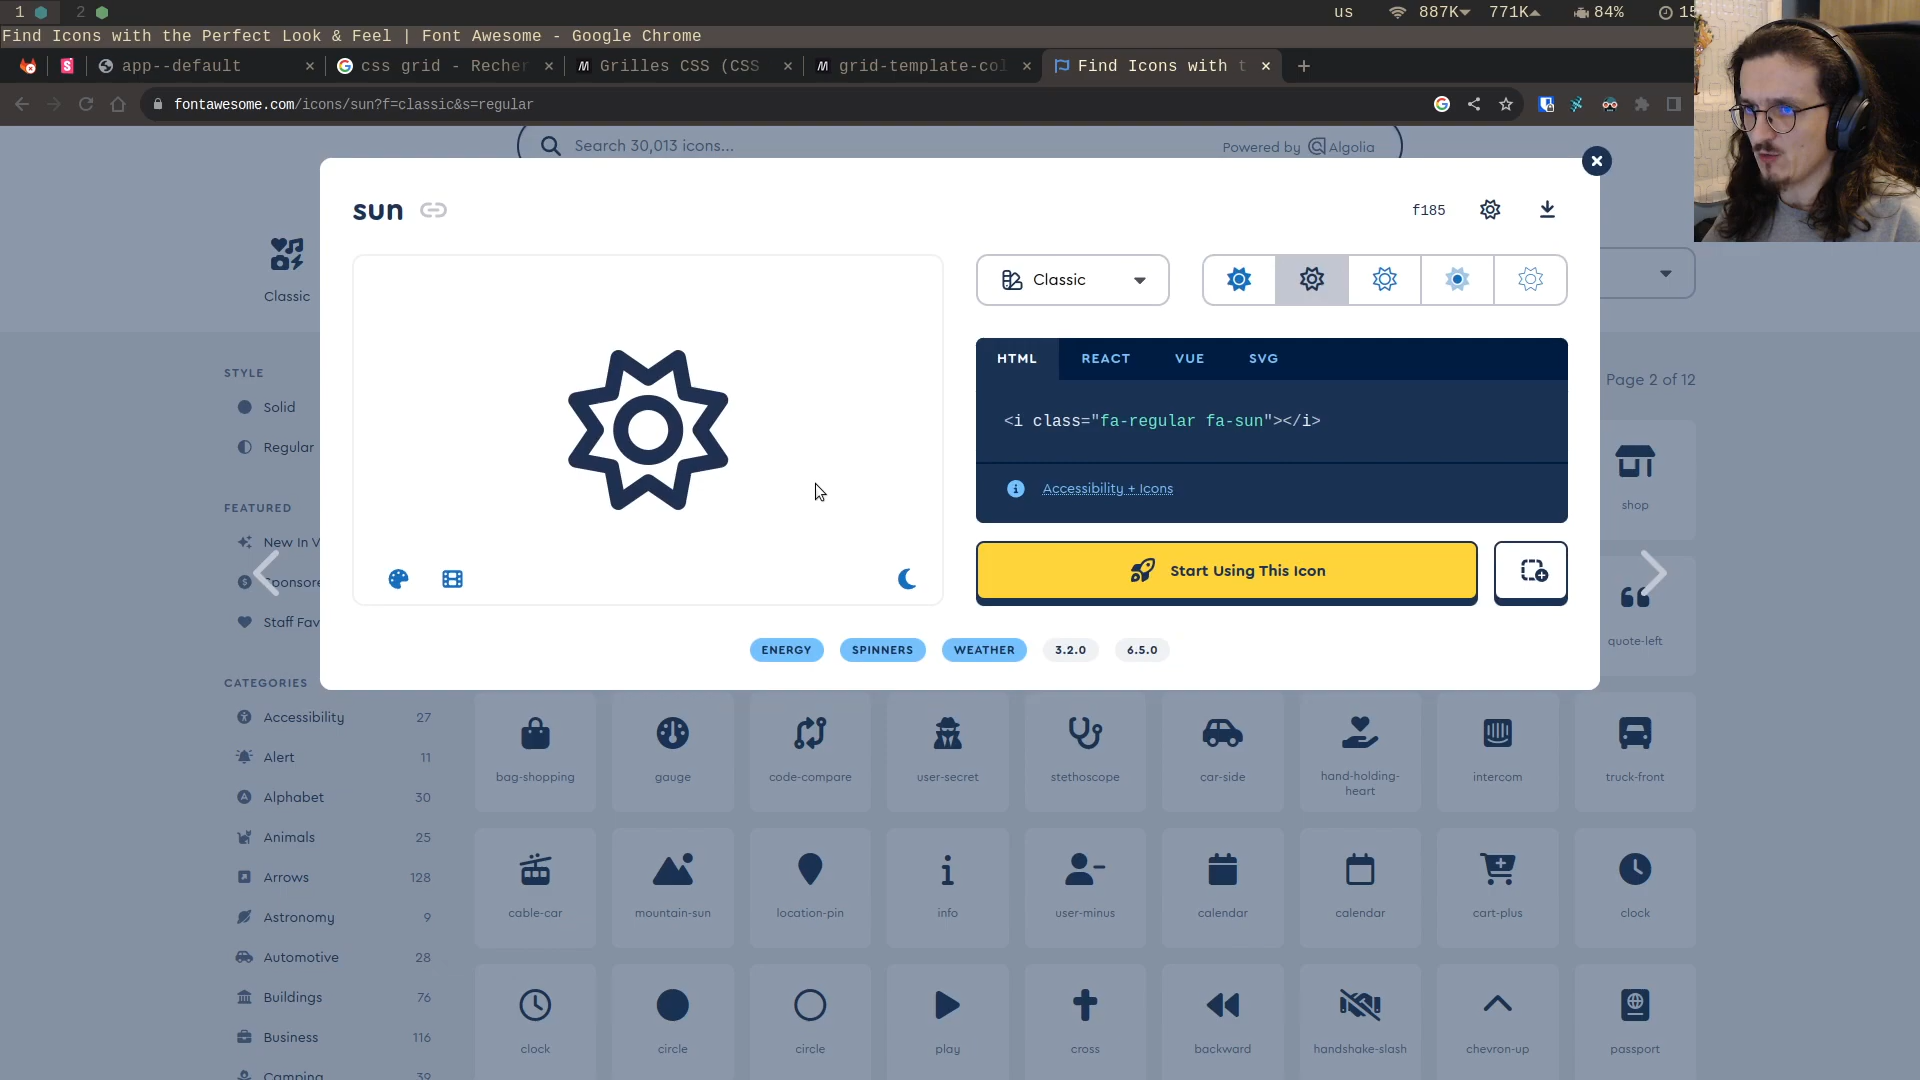 1 2 us 887K 771K 84% 15
Find Icons with the Perfect Look & Feel | Font Awesome - Google Chrome
app--default × css grid - Recher × Grilles CSS (CSS × grid-template-col × Find Icons with t × +
fontawesome.com/icons/sun?f=classic&s=regular
Search 30,013 icons...
Powered by Algolia
sun
f185
Classic
Classic
HTML REACT VUE SVG
<i class="fa-regular fa-sun"></i>
Accessibility + Icons
Start Using This Icon
ENERGY SPINNERS WEATHER 3.2.0 6.5.0
STYLE
Solid
Regular
FEATURED
New In V
Sponsore
Staff Fav
CATEGORIES
Accessibility 27
Alert 11
Alphabet 30
Animals 25
Arrows 128
Astronomy 9
Automotive 28
Buildings 76
Business 116
Camping 39
Page 2 of 12
shop
quote-left
bag-shopping gauge code-compare user-secret stethoscope car-side hand-holding-heart intercom truck-front
cable-car mountain-sun location-pin info user-minus calendar calendar cart-plus clock
clock circle circle play cross backward handshake-slash chevron-up passport